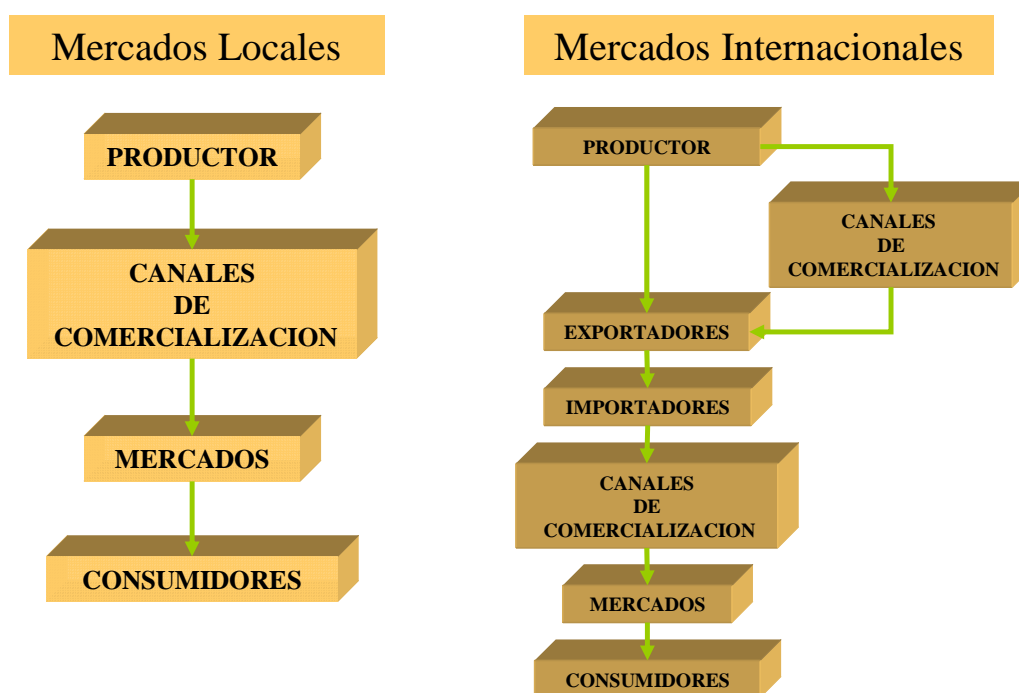 Mercados Locales
PRODUCTOR
CANALES
DE
COMERCIALIZACION
MERCADOS
CONSUMIDORES
Mercados Internacionales
PRODUCTOR
CANALES
DE
COMERCIALIZACION
EXPORTADORES
IMPORTADORES
CANALES
DE
COMERCIALIZACION
MERCADOS
CONSUMIDORES